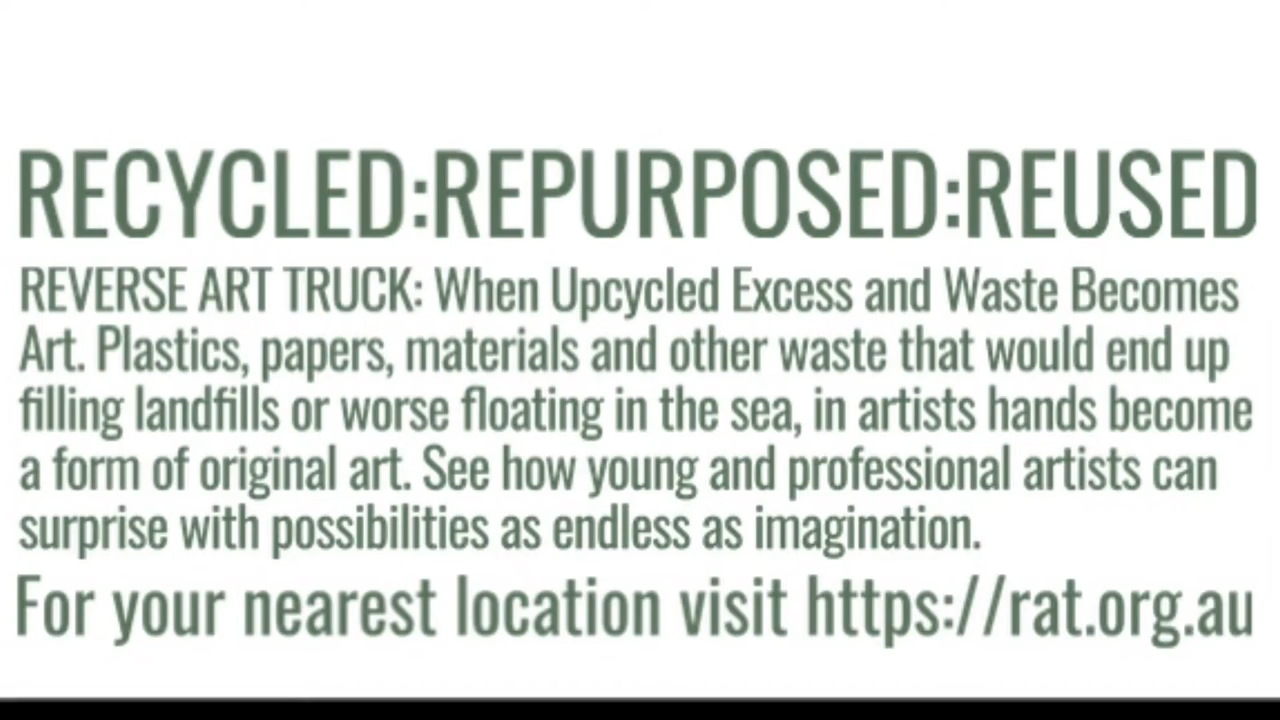 RECYCLED:REPURPOSED:REUSED
REVERSE ART TRUCK: When Upcycled Excess and Waste Becomes
Art. Plastics, papers, materials and other waste that would end up
filling landfills or worse floating in the sea, in artists hands become
a form of original art. See how young and professional artists can
surprise with possibilities as endless as imagination.
For your nearest location visit https://rat.org.au